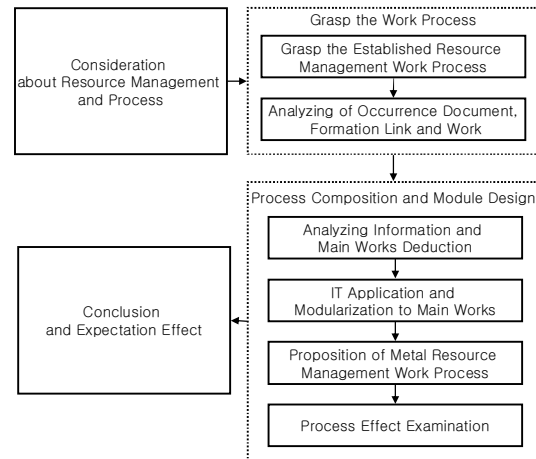 Consideration
about Resource Management
and Process
Grasp the Work Process
Grasp the Established Resource
Management Work Process
Analyzing of Occurrence Document,
Formation Link and Work
Process Composition and Module Design
Analyzing Information and
Main Works Deduction
IT Application and
Modularization to Main Works
Proposition of Metal Resource
Management Work Process
Process Effect Examination
Conclusion
and Expectation Effect